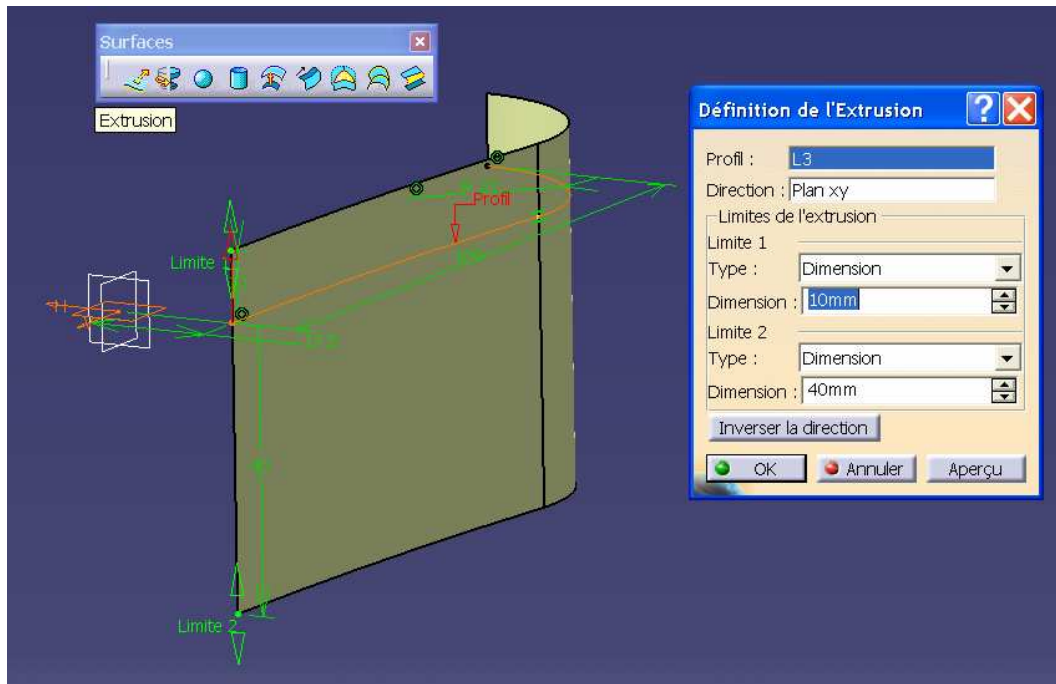 Surfaces
Extrusion
Limite
Profil
Limite 2
Définition de l'Extrusion
Profil : L3
Direction : Plan xy
Limites de l'extrusion
Limite 1
Type : Dimension
Dimension : 10mm
Limite 2
Type : Dimension
Dimension : 40mm
Inverser la direction
OK Annuler Aperçu